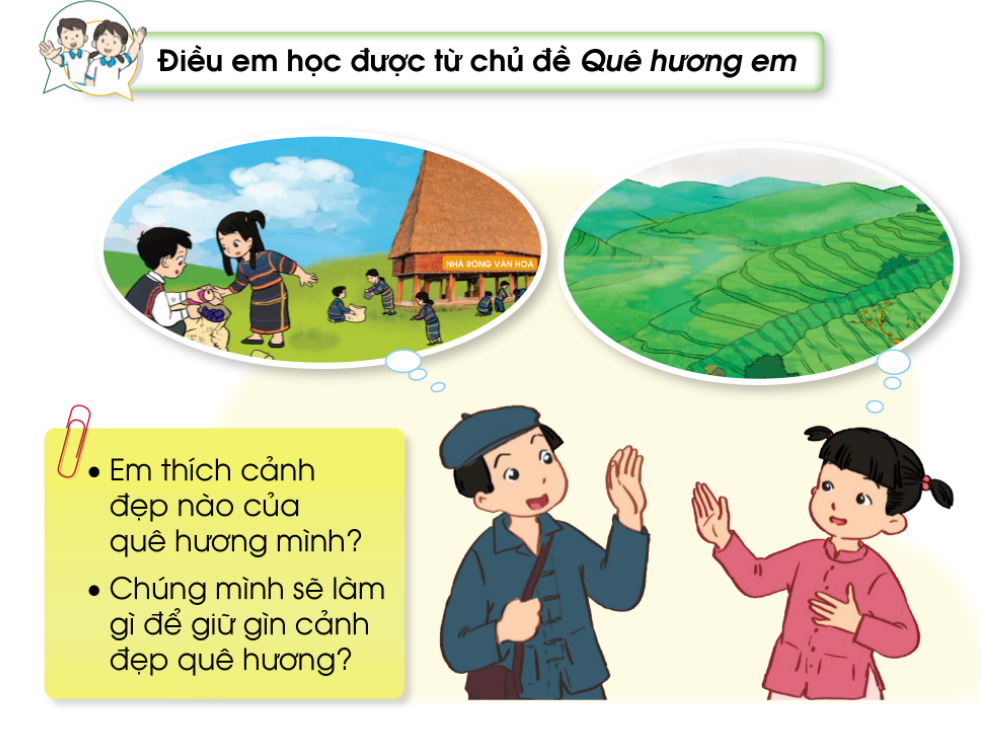 Điều em học được từ chủ đề Quê hương em
NHÀ RÔNG VĂN HOÁ
• Em thích cảnh
đẹp nào của
quê hương mình?
• Chúng mình sẽ làm
gì để giữ gìn cảnh
đẹp quê hương?